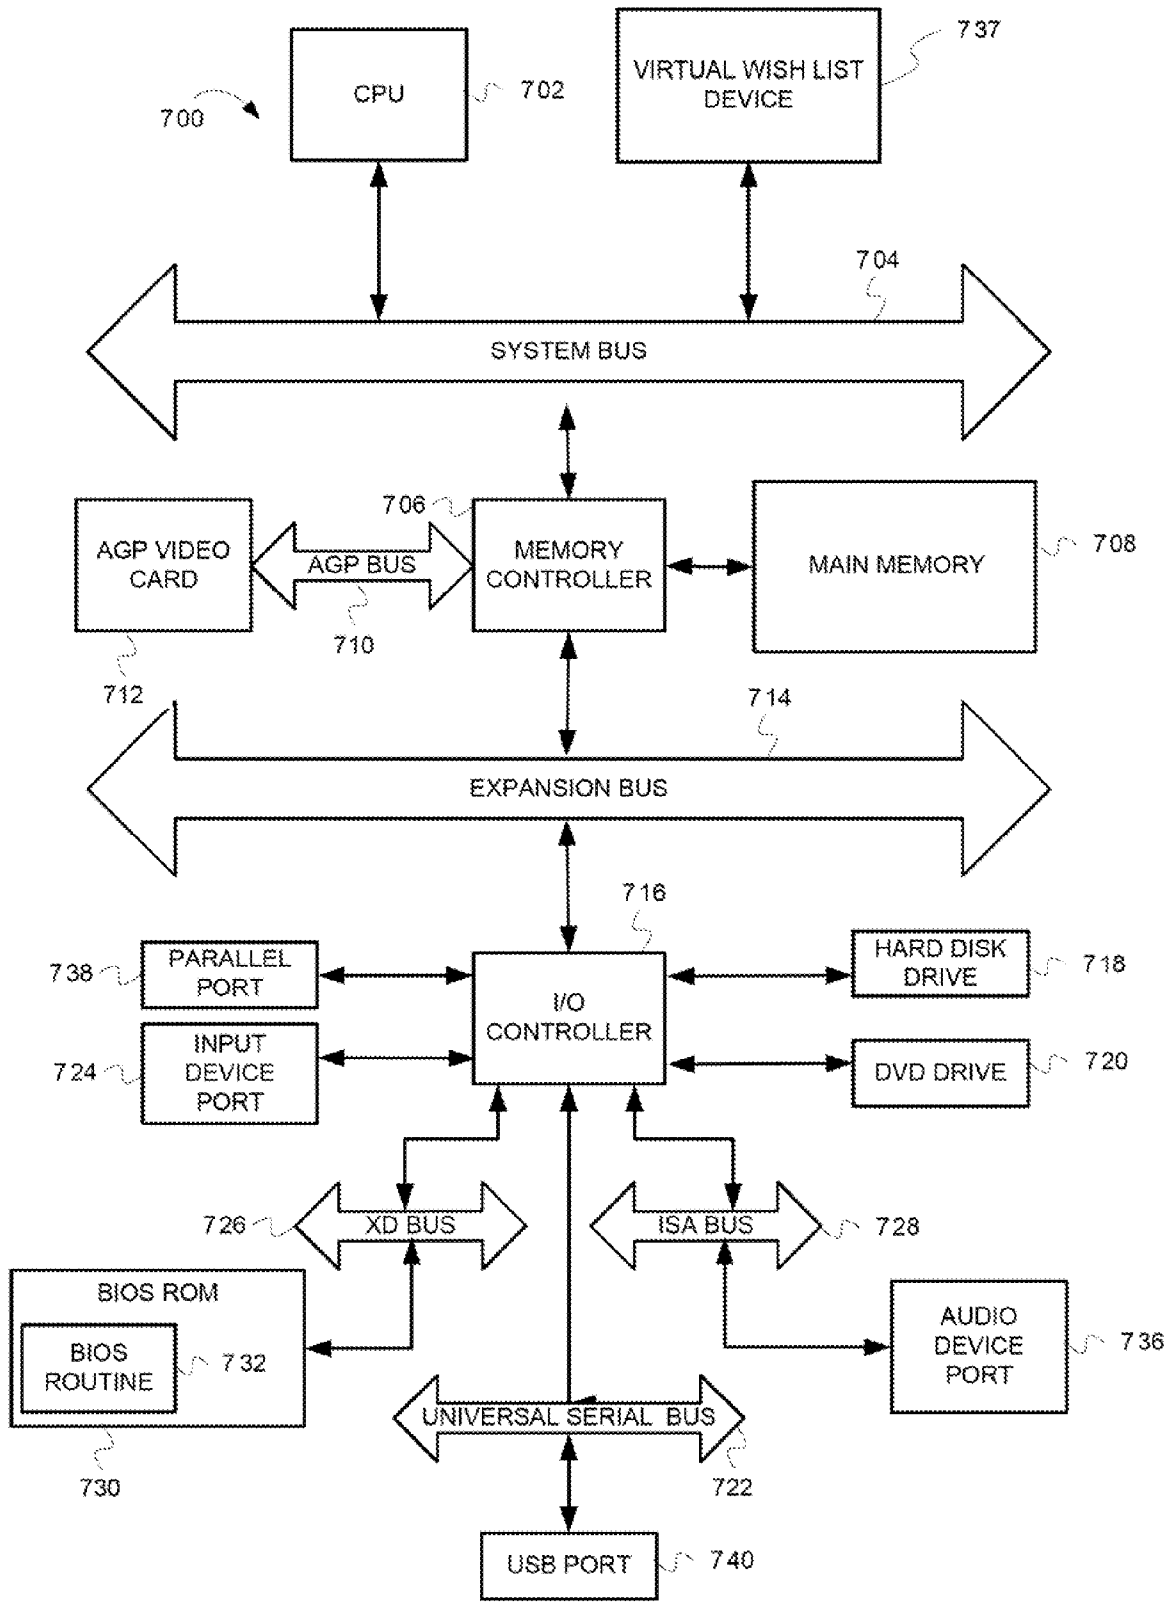 737
VIRTUAL WISH LIST
DEVICE
CPU
702
700
704
SYSTEM BUS
706
AGP VIDEO
CARD
AGP BUS
MEMORY
CONTROLLER
MAIN MEMORY
708
710
712
714
EXPANSION BUS
716
738
PARALLEL
PORT
HARD DISK
DRIVE
718
I/O
CONTROLLER
724
INPUT
DEVICE
PORT
DVD DRIVE
720
726
XD BUS
ISA BUS
728
BIOS ROM
BIOS
ROUTINE
732
AUDIO
DEVICE
PORT
736
UNIVERSAL SERIAL BUS
730
722
USB PORT
740